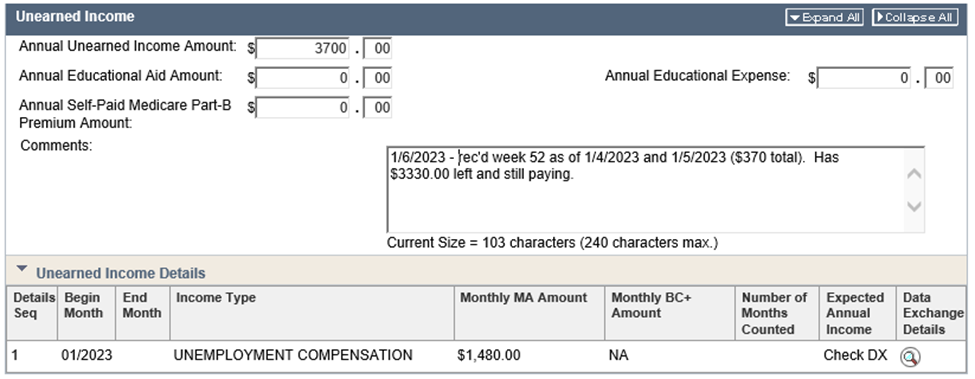 Unearned Income Expand All Collapse All
Annual Unearned Income Amount: $ 3700 . 00
Annual Educational Aid Amount: $ 0 . 00 Annual Educational Expense: $ 0 . 00
Annual Self-Paid Medicare Part-B $ 0 . 00
Premium Amount:
Comments:
1/6/2023 - rec'd week 52 as of 1/4/2023 and 1/5/2023 ($370 total). Has
$3330.00 left and still paying.
Current Size = 103 characters (240 characters max.)
Unearned Income Details
Details Begin End Income Type Monthly MA Amount Monthly BC+ Number of Expected Data
Seq Month Month Amount Months Annual Exchange
Counted Income Details
1 01/2023 UNEMPLOYMENT COMPENSATION $1,480.00 NA Check DX